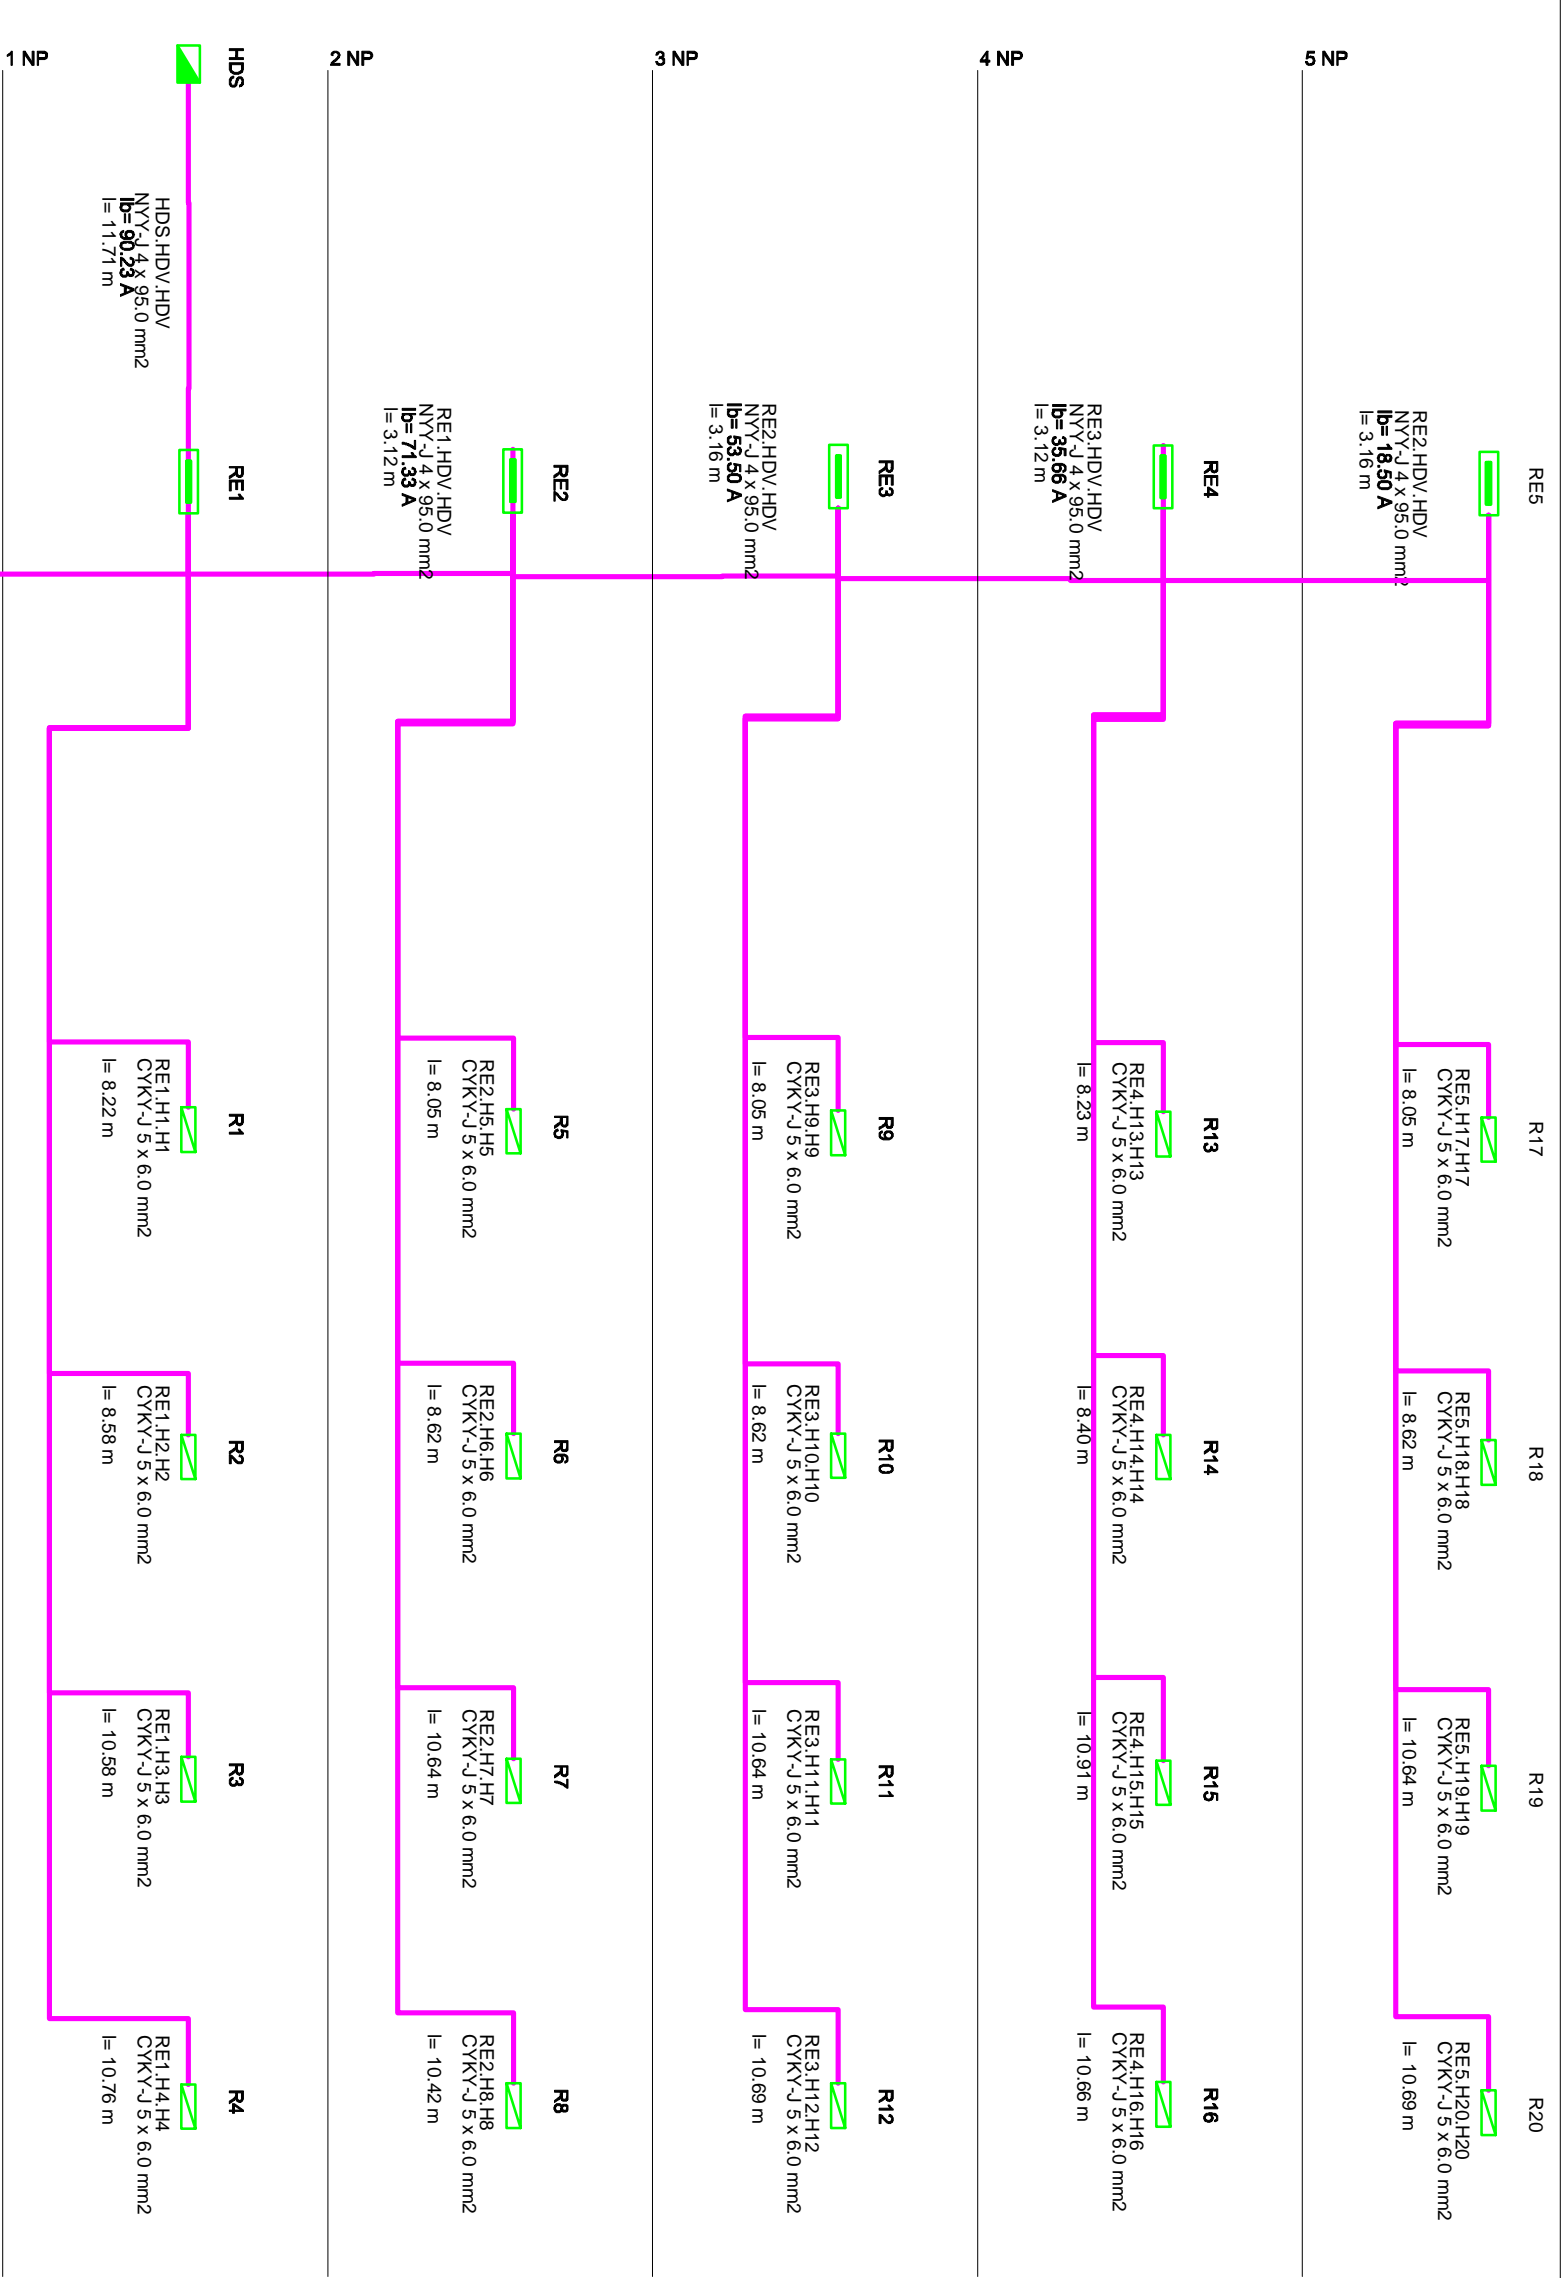 1 NP
2 NP
3 NP
4 NP
5 NP
HDS
HDS.HDV.HDV
NYY-J 4 x 95.0 mm2
Ib= 90.23 A
l= 11.71 m
RE1
R1
RE1.H1.H1
CYKY-J 5 x 6.0 mm2
l= 8.22 m
R2
RE1.H2.H2
CYKY-J 5 x 6.0 mm2
l= 8.58 m
R3
RE1.H3.H3
CYKY-J 5 x 6.0 mm2
l= 10.58 m
R4
RE1.H4.H4
CYKY-J 5 x 6.0 mm2
l= 10.76 m
RE2
RE1.HDV.HDV
NYY-J 4 x 95.0 mm2
Ib= 71.33 A
l= 3.12 m
R5
RE2.H5.H5
CYKY-J 5 x 6.0 mm2
l= 8.05 m
R6
RE2.H6.H6
CYKY-J 5 x 6.0 mm2
l= 8.62 m
R7
RE2.H7.H7
CYKY-J 5 x 6.0 mm2
l= 10.64 m
R8
RE2.H8.H8
CYKY-J 5 x 6.0 mm2
l= 10.42 m
RE3
RE2.HDV.HDV
NYY-J 4 x 95.0 mm2
Ib= 53.50 A
l= 3.16 m
R9
RE3.H9.H9
CYKY-J 5 x 6.0 mm2
l= 8.05 m
R10
RE3.H10.H10
CYKY-J 5 x 6.0 mm2
l= 8.62 m
R11
RE3.H11.H11
CYKY-J 5 x 6.0 mm2
l= 10.64 m
R12
RE3.H12.H12
CYKY-J 5 x 6.0 mm2
l= 10.69 m
RE4
RE3.HDV.HDV
NYY-J 4 x 95.0 mm2
Ib= 35.66 A
l= 3.12 m
R13
RE4.H13.H13
CYKY-J 5 x 6.0 mm2
l= 8.23 m
R14
RE4.H14.H14
CYKY-J 5 x 6.0 mm2
l= 8.40 m
R15
RE4.H15.H15
CYKY-J 5 x 6.0 mm2
l= 10.91 m
R16
RE4.H16.H16
CYKY-J 5 x 6.0 mm2
l= 10.66 m
RE5
RE2.HDV.HDV
NYY-J 4 x 95.0 mm2
Ib= 18.50 A
l= 3.16 m
R17
RE5.H17.H17
CYKY-J 5 x 6.0 mm2
l= 8.05 m
R18
RE5.H18.H18
CYKY-J 5 x 6.0 mm2
l= 8.62 m
R19
RE5.H19.H19
CYKY-J 5 x 6.0 mm2
l= 10.64 m
R20
RE5.H20.H20
CYKY-J 5 x 6.0 mm2
l= 10.69 m